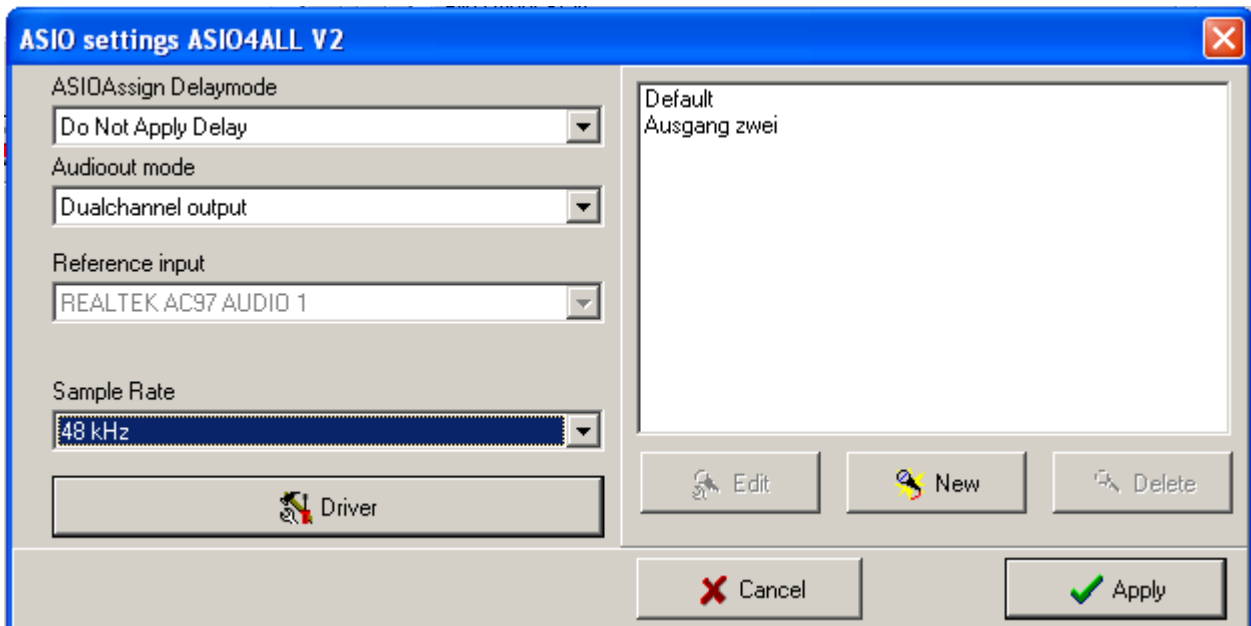 ASIO settings ASIO4ALL V2
ASIOAssign Delaymode
Do Not Apply Delay
Audioout mode
Dualchannel output
Reference input
REALTEK AC97 AUDIO 1
Sample Rate
48 kHz
Driver
Default
Ausgang zwei
Edit
New
Delete
Cancel
Apply